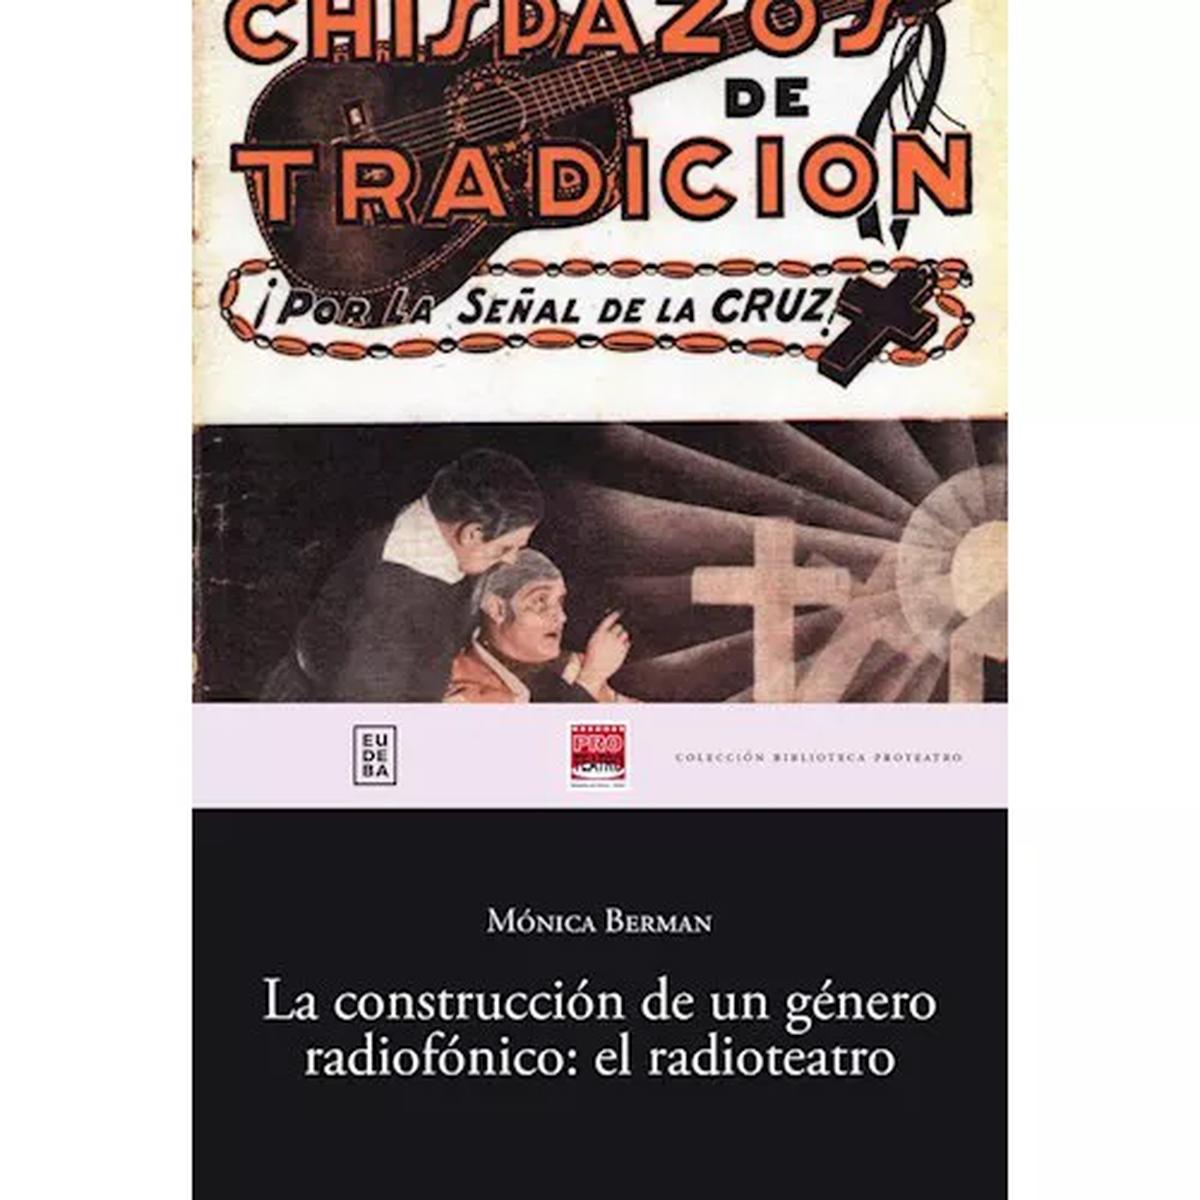 CHISPAZOS
DE
TRADICION
¡POR LA SEÑAL DE LA CRUZ!
EU
DE
BA
PRO
TEATRO
COLECCIÓN BIBLIOTECA PROTEATRO
MÓNICA BERMAN
La construcción de un género
radiofónico: el radioteatro